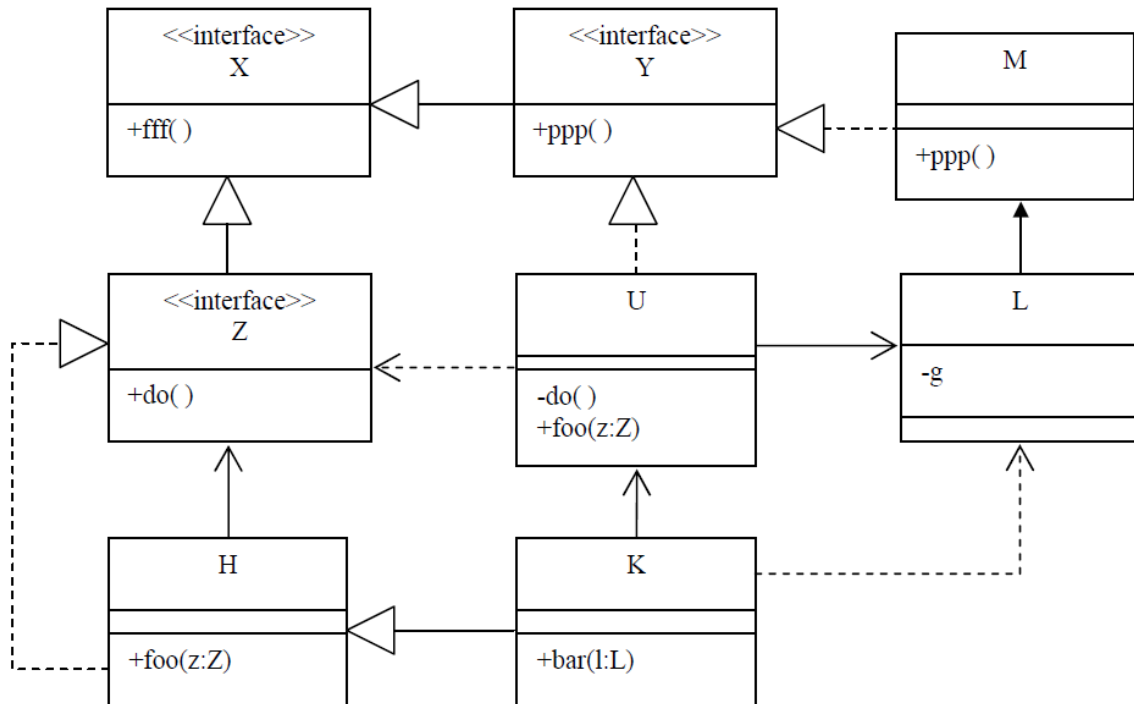 <<interface>>
X
+fff( )
<<interface>>
Y
+ppp( )
M
+ppp( )
<<interface>>
Z
+do( )
U
-do( )
+foo(z:Z)
L
-g
H
+foo(z:Z)
K
+bar(l:L)